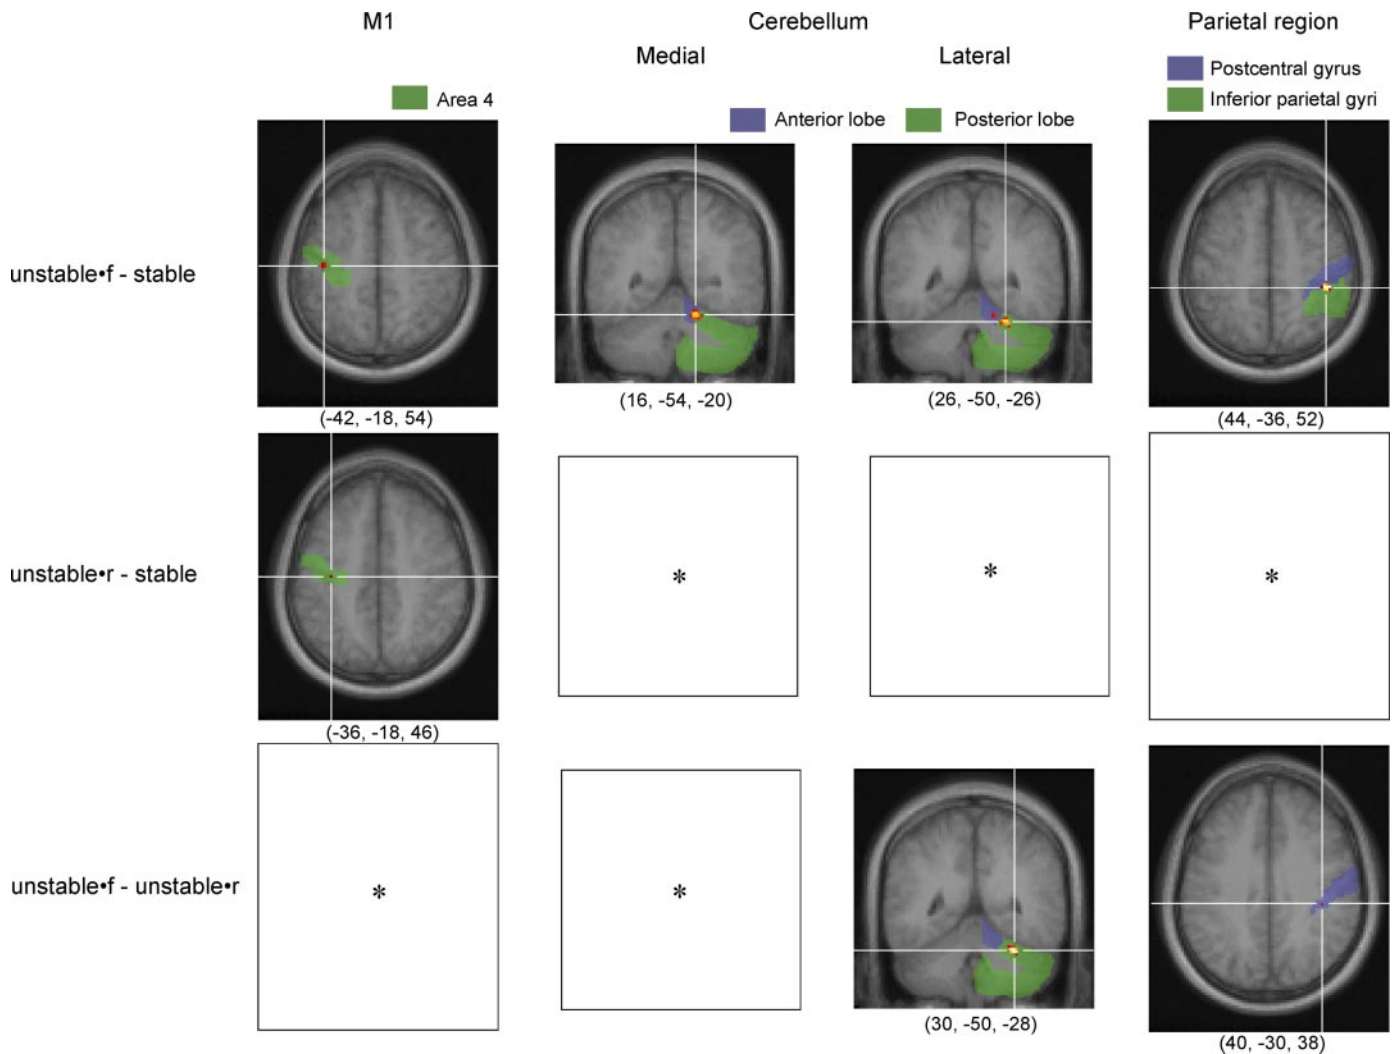 M1
Cerebellum
Parietal region
Medial
Lateral
Area 4
Anterior lobe
Posterior lobe
Postcentral gyrus
Inferior parietal gyri
unstable•f - stable
(-42, -18, 54)
(16, -54, -20)
(26, -50, -26)
(44, -36, 52)
unstable•r - stable
*
*
*
(-36, -18, 46)
unstable•f - unstable•r
*
*
(30, -50, -28)
(40, -30, 38)